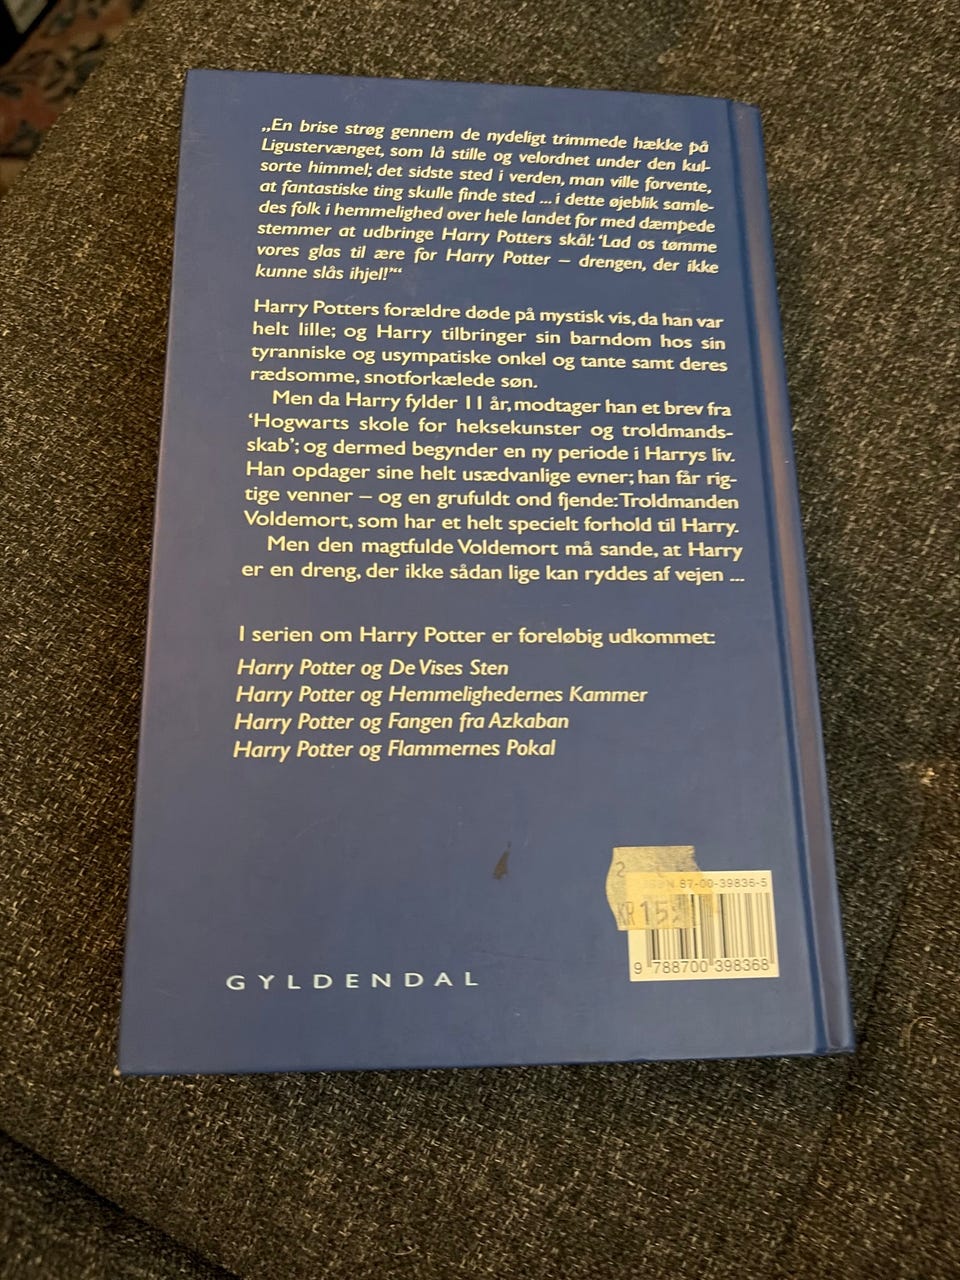 „En brise strøg gennem de nydeligt trimmede hække på
Ligustervænget, som lå stille og velordnet under den kul-
sorte himmel; det sidste sted i verden, man ville forvente,
at fantastiske ting skulle finde sted ... i dette øjeblik samle-
des folk i hemmelighed over hele landet for med dæmpede
stemmer at udbringe Harry Potters skål: 'Lad os tømme
vores glas til ære for Harry Potter – drengen, der ikke
kunne slås ihjel!'“
Harry Potters forældre døde på mystisk vis, da han var
helt lille; og Harry tilbringer sin barndom hos sin
tyranniske og usympatiske onkel og tante samt deres
rædsomme, snotforkælede søn.
Men da Harry fylder 11 år, modtager han et brev fra
'Hogwarts skole for heksekunster og troldmands-
skab'; og dermed begynder en ny periode i Harrys liv.
Han opdager sine helt usædvanlige evner; han får rig-
tige venner – og en grufuldt ond fjende: Troldmanden
Voldemort, som har et helt specielt forhold til Harry.
Men den magtfulde Voldemort må sande, at Harry
er en dreng, der ikke sådan lige kan ryddes af vejen ...
I serien om Harry Potter er foreløbig udkommet:
Harry Potter og De Vises Sten
Harry Potter og Hemmelighedernes Kammer
Harry Potter og Fangen fra Azkaban
Harry Potter og Flammernes Pokal
ISBN 87-00-39836-5
KR
9 788700 398368
GYLDENDAL